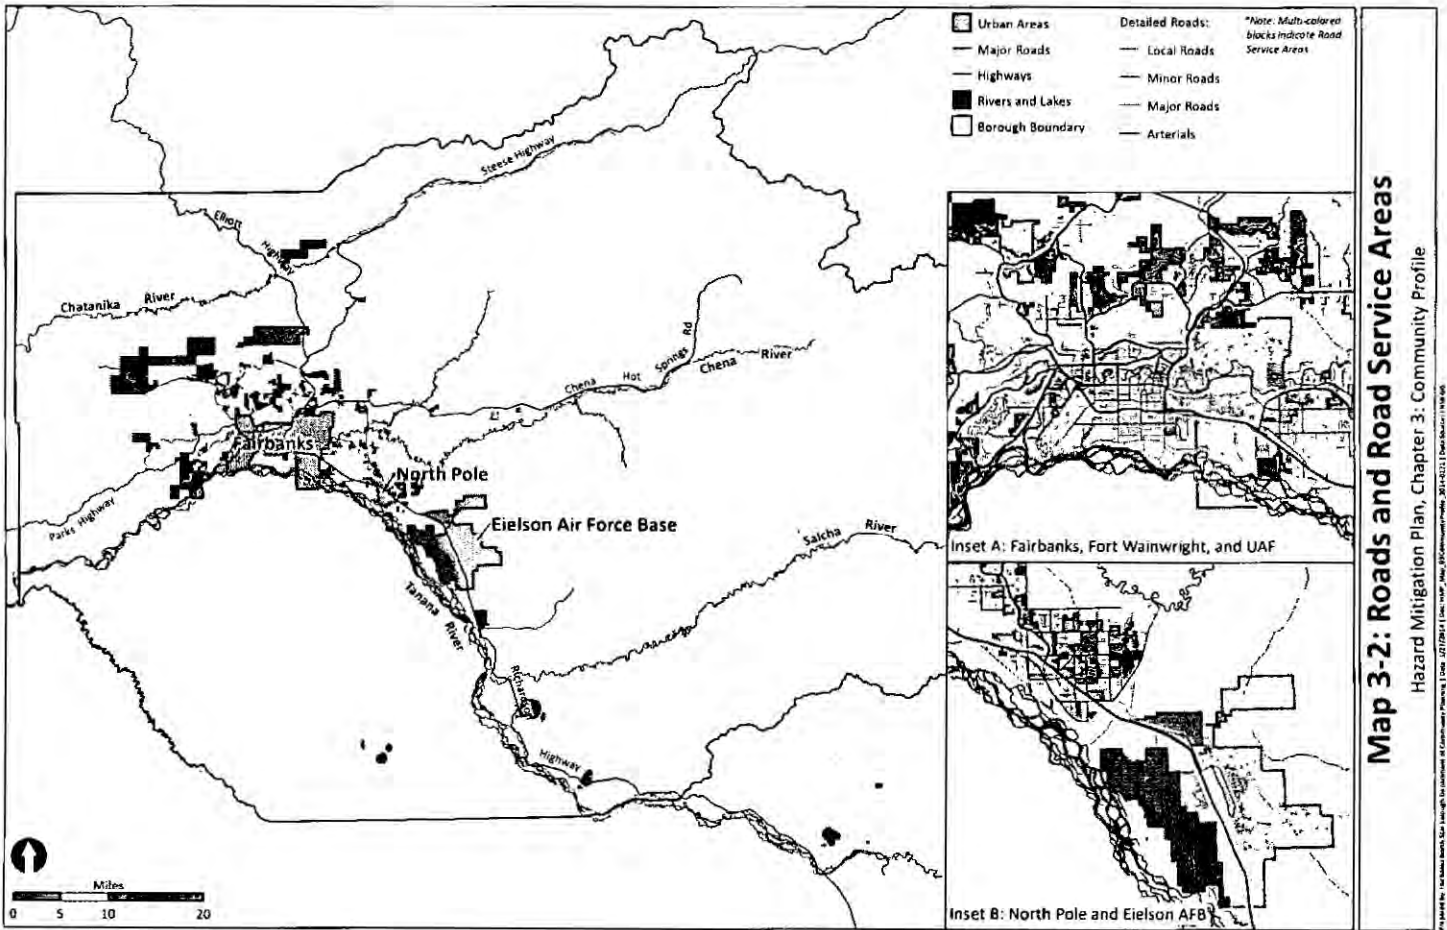 Urban Areas
Major Roads
Highways
Rivers and Lakes
Borough Boundary
Detailed Roads:
Local Roads
Minor Roads
Major Roads
Arterials
*Note: Multi-colored
blocks indicate Road
Service Areas
Steese Highway
Elliott
Highway
Chatanika River
Chena Hot Springs Rd
Chena River
Fairbanks
North Pole
Parks Highway
Eielson Air Force Base
Salcha River
Tanana
River
Richardson
Highway
Miles
0 5 10 20
Inset A: Fairbanks, Fort Wainwright, and UAF
Inset B: North Pole and Eielson AFB
Map 3-2: Roads and Road Service Areas
Hazard Mitigation Plan, Chapter 3: Community Profile